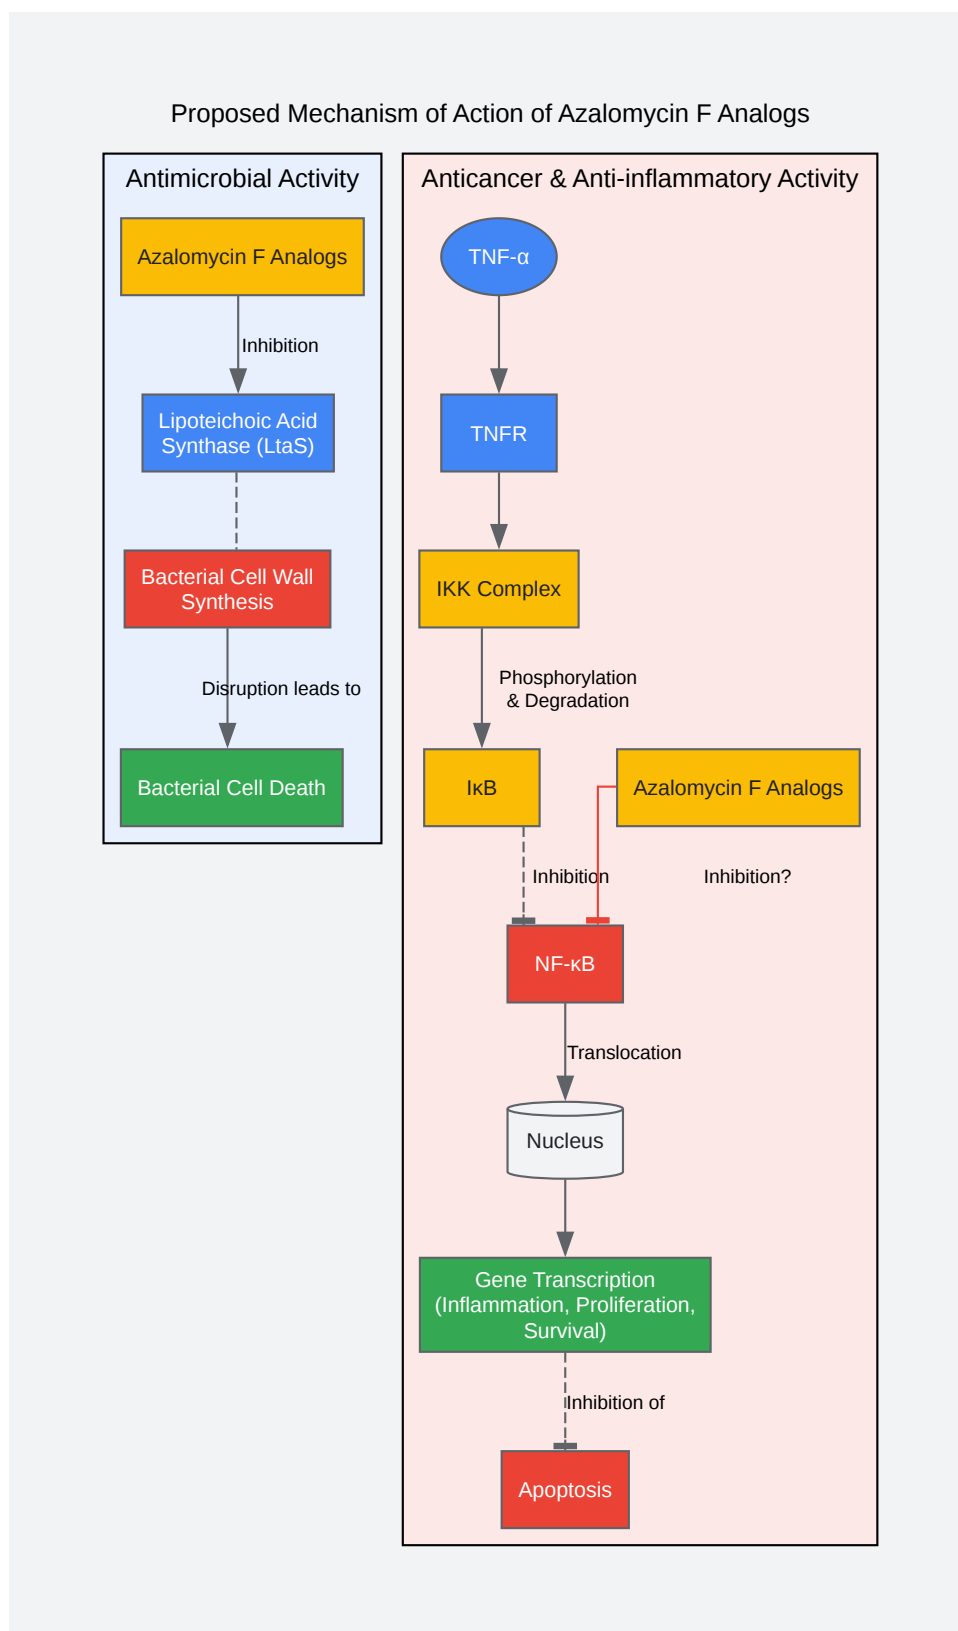 Proposed Mechanism of Action of Azalomycin F Analogs
Antimicrobial Activity
Azalomycin F Analogs
Inhibition
Lipoteichoic Acid
Synthase (LtaS)
Bacterial Cell Wall
Synthesis
Disruption leads to
Bacterial Cell Death
Anticancer & Anti-inflammatory Activity
TNF-α
TNFR
IKK Complex
Phosphorylation
& Degradation
IκB
Azalomycin F Analogs
Inhibition
Inhibition?
NF-κB
Translocation
Nucleus
Gene Transcription
(Inflammation, Proliferation,
Survival)
Inhibition of
Apoptosis